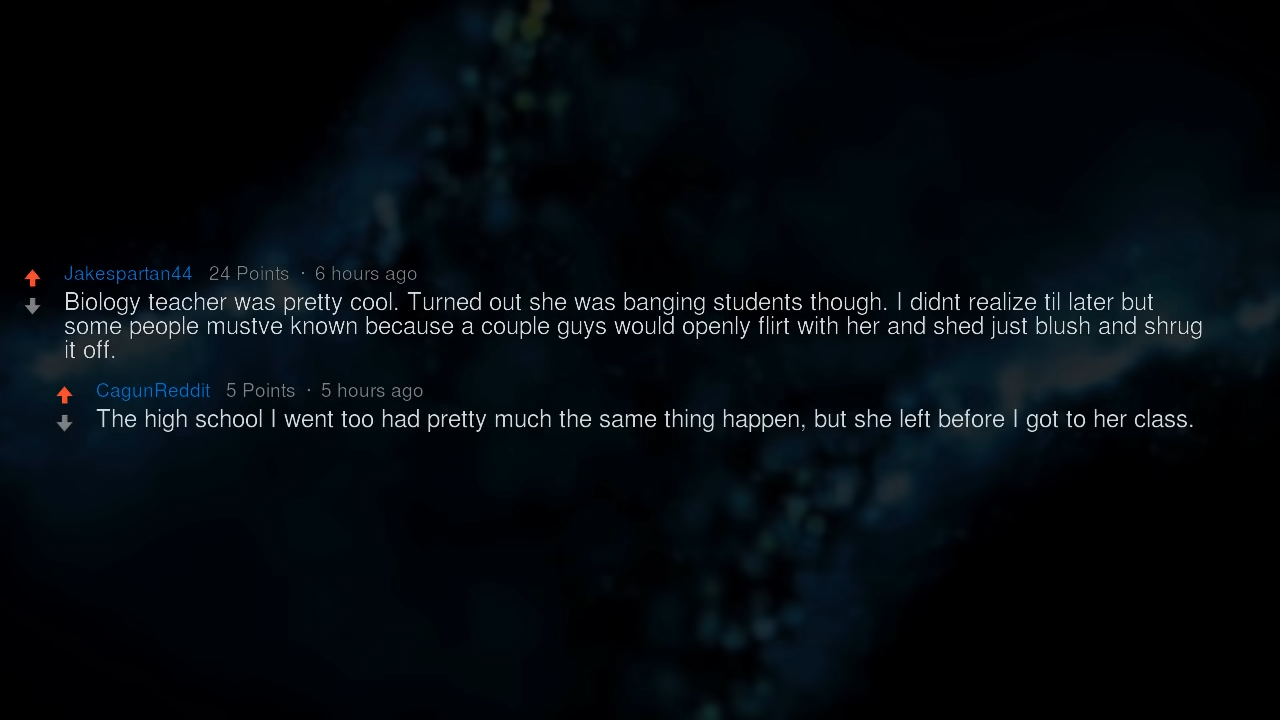 Jakespartan44 24 Points · 6 hours ago
Biology teacher was pretty cool. Turned out she was banging students though. I didnt realize til later but
some people mustve known because a couple guys would openly flirt with her and shed just blush and shrug
it off.
CagunReddit 5 Points · 5 hours ago
The high school I went too had pretty much the same thing happen, but she left before I got to her class.